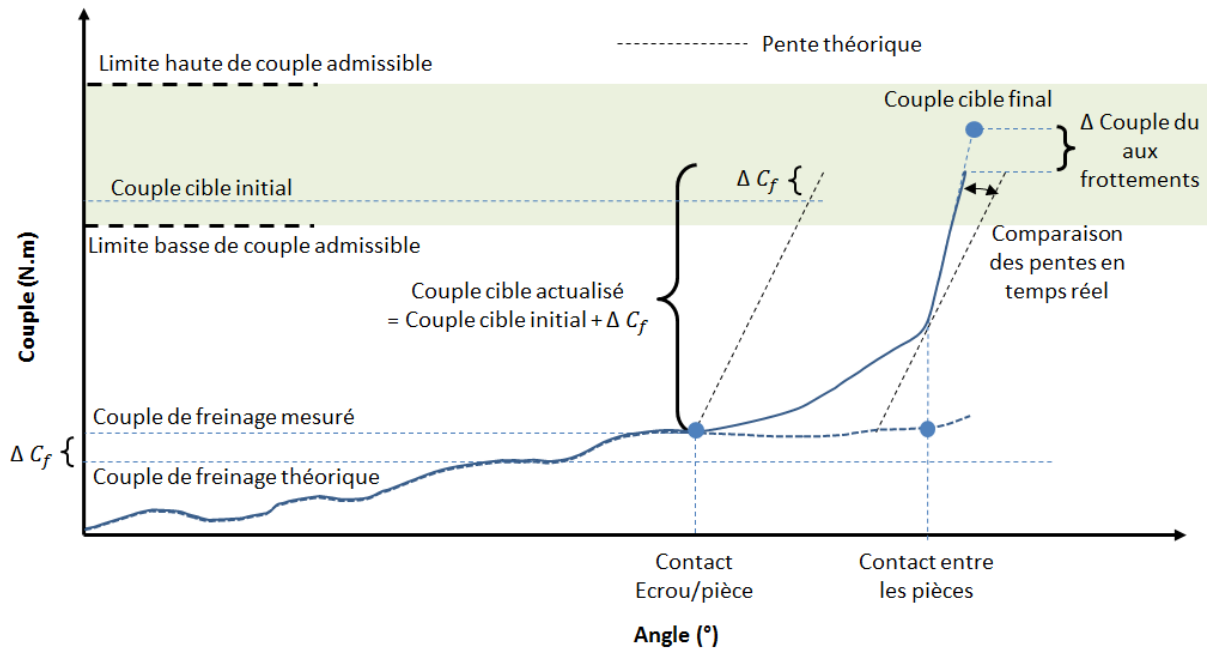 Pente théorique
Limite haute de couple admissible
Couple cible final
Δ Couple du
aux
frottements
Couple cible initial
Δ C_f
Limite basse de couple admissible
Comparaison
des pentes en
temps réel
Couple cible actualisé
= Couple cible initial + Δ C_f
Couple (N.m)
Couple de freinage mesuré
Δ C_f
Couple de freinage théorique
Contact
Ecrou/pièce
Contact entre
les pièces
Angle (°)